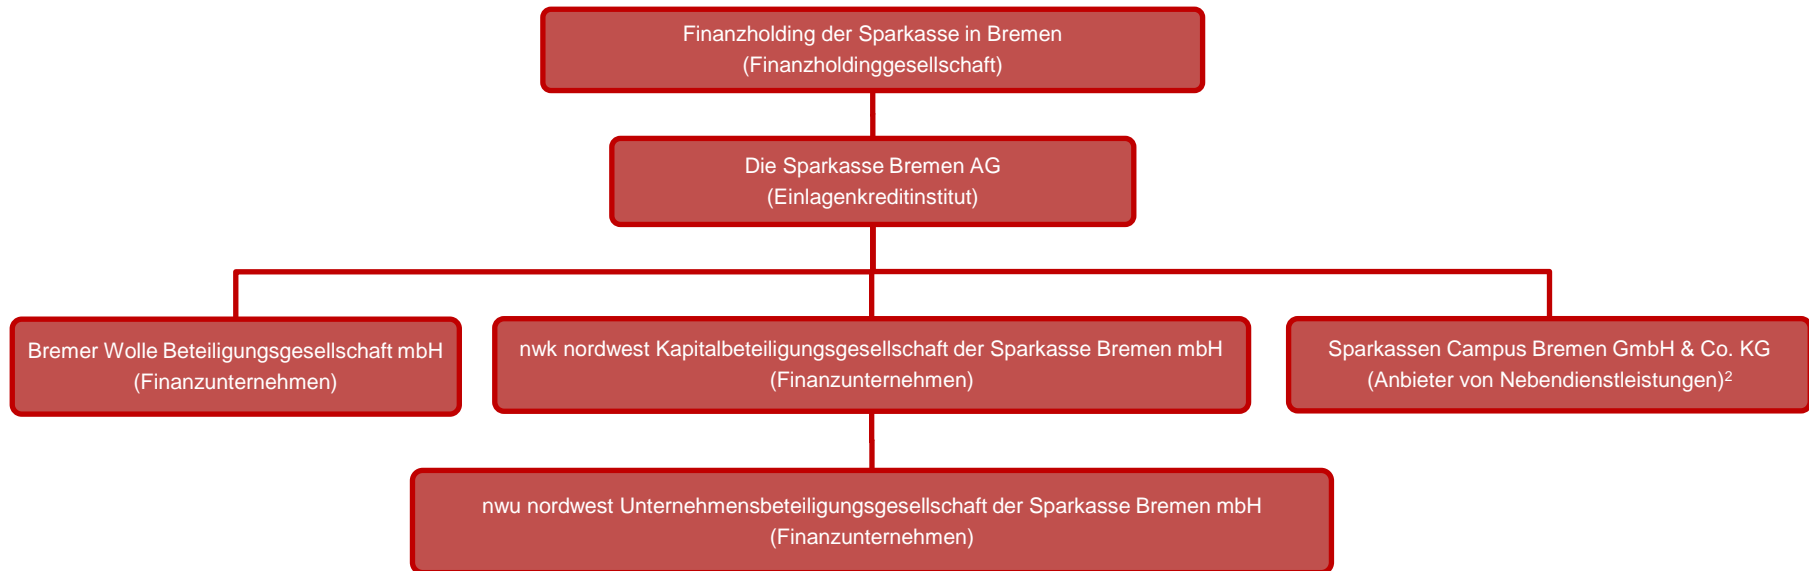 Finanzholding der Sparkasse in Bremen
(Finanzholdinggesellschaft)
Die Sparkasse Bremen AG
(Einlagenkreditinstitut)
Bremer Wolle Beteiligungsgesellschaft mbH
(Finanzunternehmen)
nwk nordwest Kapitalbeteiligungsgesellschaft der Sparkasse Bremen mbH
(Finanzunternehmen)
Sparkassen Campus Bremen GmbH & Co. KG
(Anbieter von Nebendienstleistungen)²
nwu nordwest Unternehmensbeteiligungsgesellschaft der Sparkasse Bremen mbH
(Finanzunternehmen)